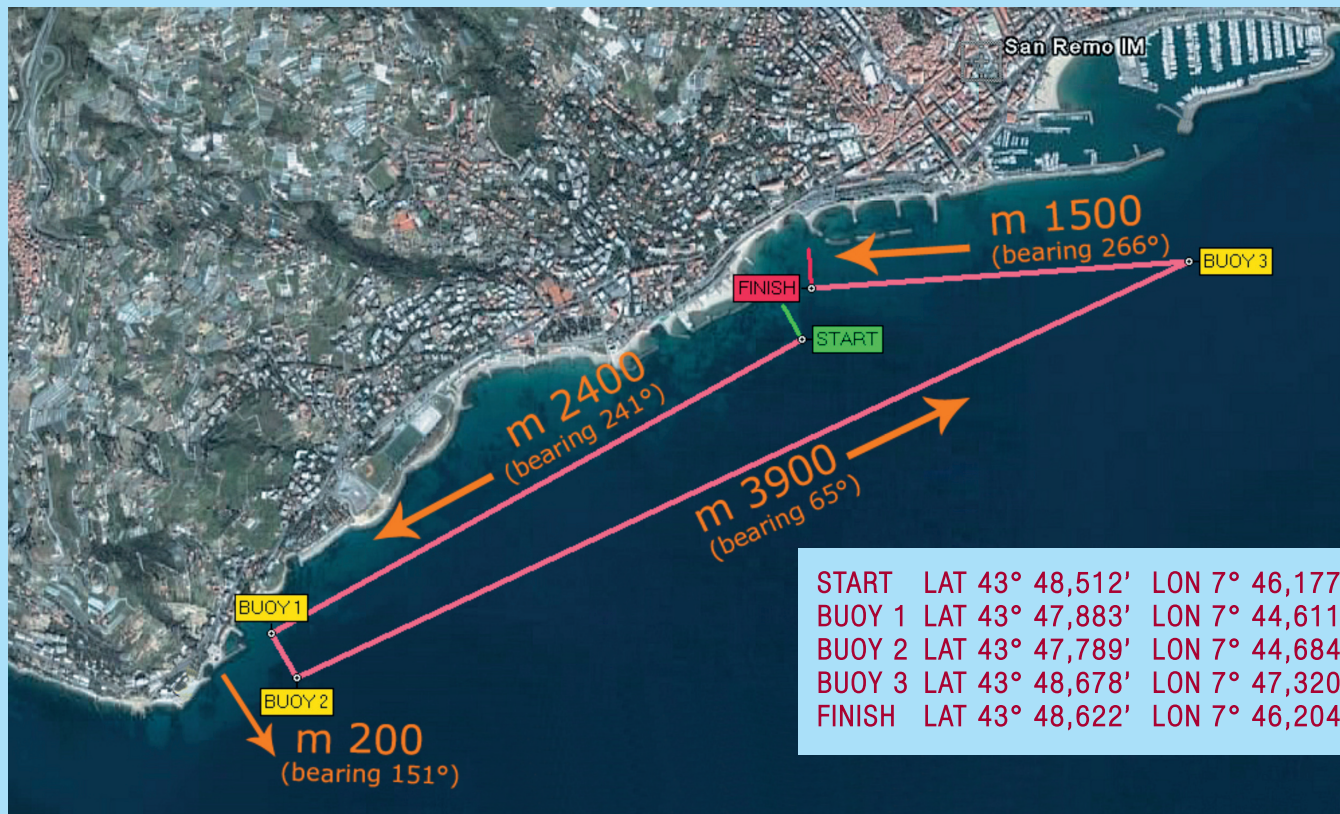 San Remo IM
m 1500
(bearing 266°)
BUOY 3
FINISH
START
m 2400
(bearing 241°)
m 3900
(bearing 65°)
BUOY 1
BUOY 2
m 200
(bearing 151°)
START LAT 43° 48,512' LON 7° 46,177
BUOY 1 LAT 43° 47,883' LON 7° 44,611
BUOY 2 LAT 43° 47,789' LON 7° 44,684
BUOY 3 LAT 43° 48,678' LON 7° 47,320
FINISH LAT 43° 48,622' LON 7° 46,204